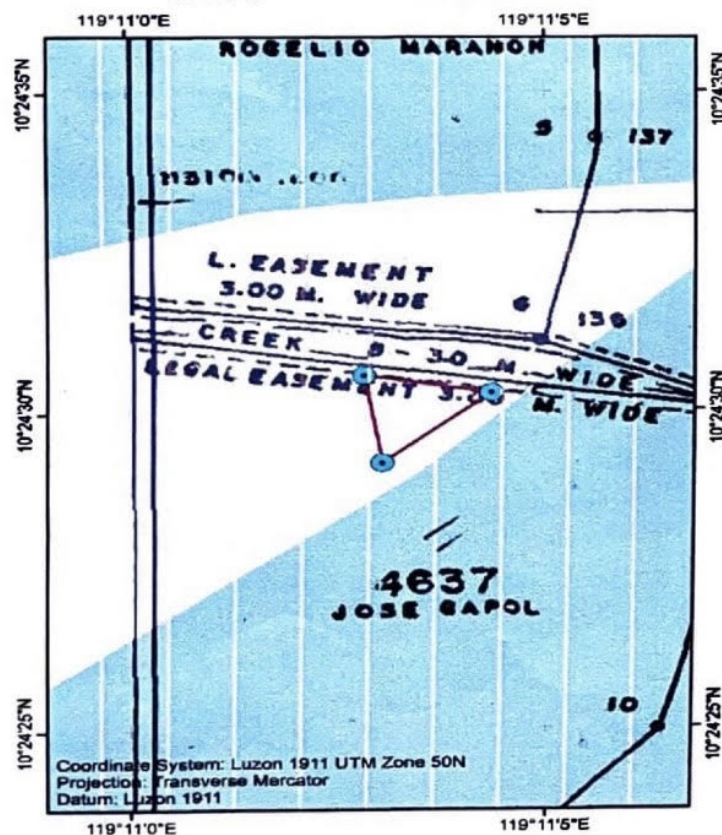 119°11'0"E 119°11'5"E
10°24'35"N 10°24'35"N
ROGELIO MARANON
5 137
L. EASEMENT
3.00 M. WIDE
6 136
CREEK 8 - 30 M. WIDE
LEGAL EASEMENT M. WIDE
10°24'30"N 10°24'30"N
4637
JOSE GAPOL
10
10°24'25"N 10°24'25"N
Coordinate System: Luzon 1911 UTM Zone 50N
Projection: Transverse Mercator
Datum: Luzon 1911
119°11'0"E 119°11'5"E